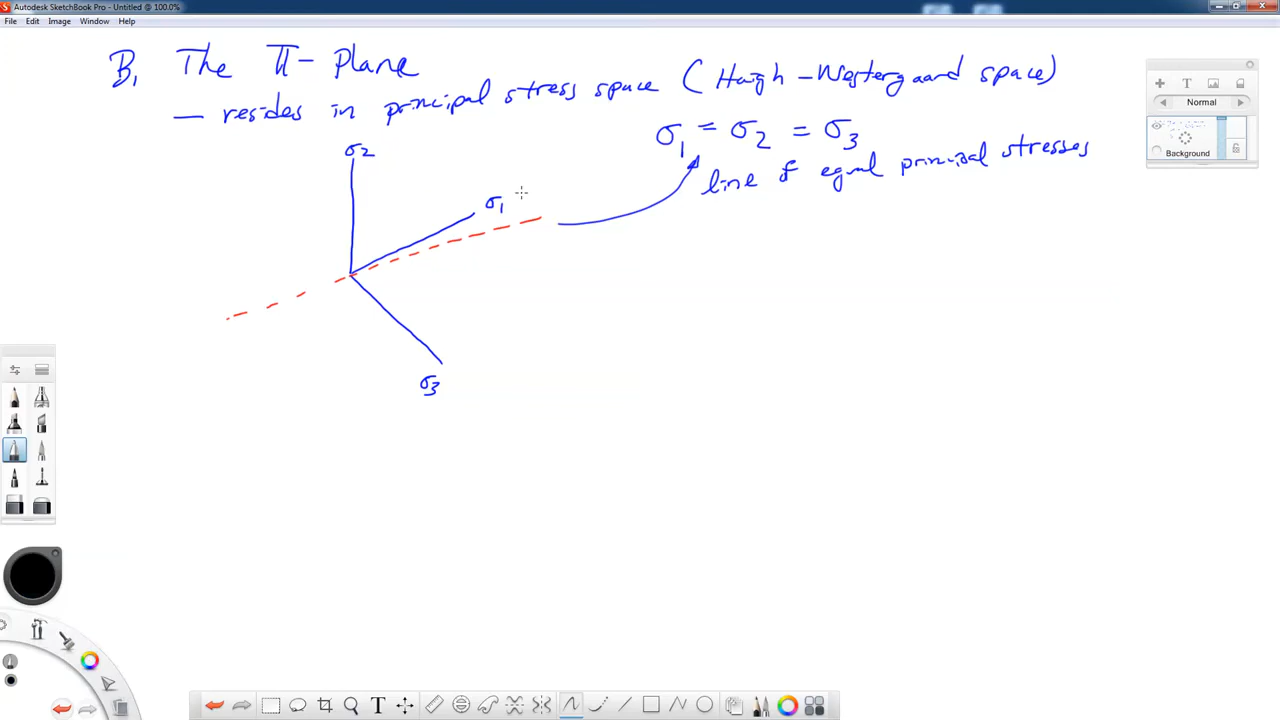 Autodesk SketchBook Pro - Untitled @ 100.0%
File Edit Image Window Help
B. The π-Plane
— resides in principal stress space (Haigh-Westergaard space)
σ1 = σ2 = σ3
line of equal principal stresses
σ2
σ1
σ3
Normal
Background
T
T